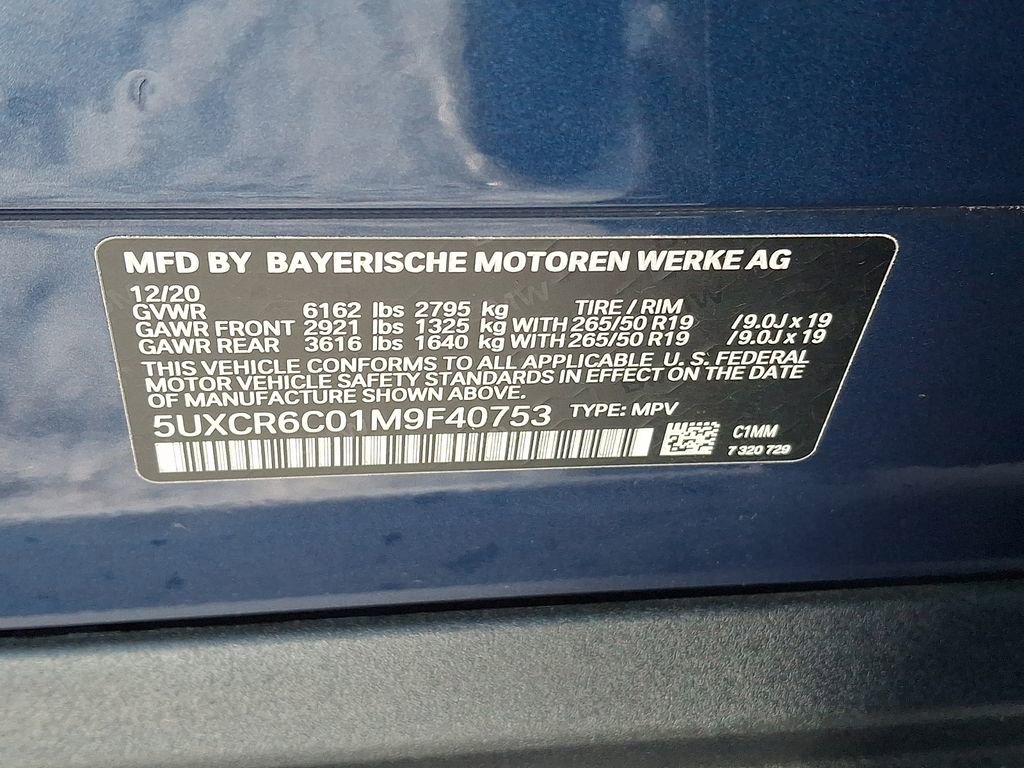 MFD BY BAYERISCHE MOTOREN WERKE AG
12/20
GVWR 6162 lbs 2795 kg TIRE / RIM
GAWR FRONT 2921 lbs 1325 kg WITH 265/50 R19 /9.0J x 19
GAWR REAR 3616 lbs 1640 kg WITH 265/50 R19 /9.0J x 19
THIS VEHICLE CONFORMS TO ALL APPLICABLE U. S. FEDERAL
MOTOR VEHICLE SAFETY STANDARDS IN EFFECT ON THE DATE
OF MANUFACTURE SHOWN ABOVE.
5UXCR6C01M9F40753 TYPE: MPV
C1MM
7 320 729